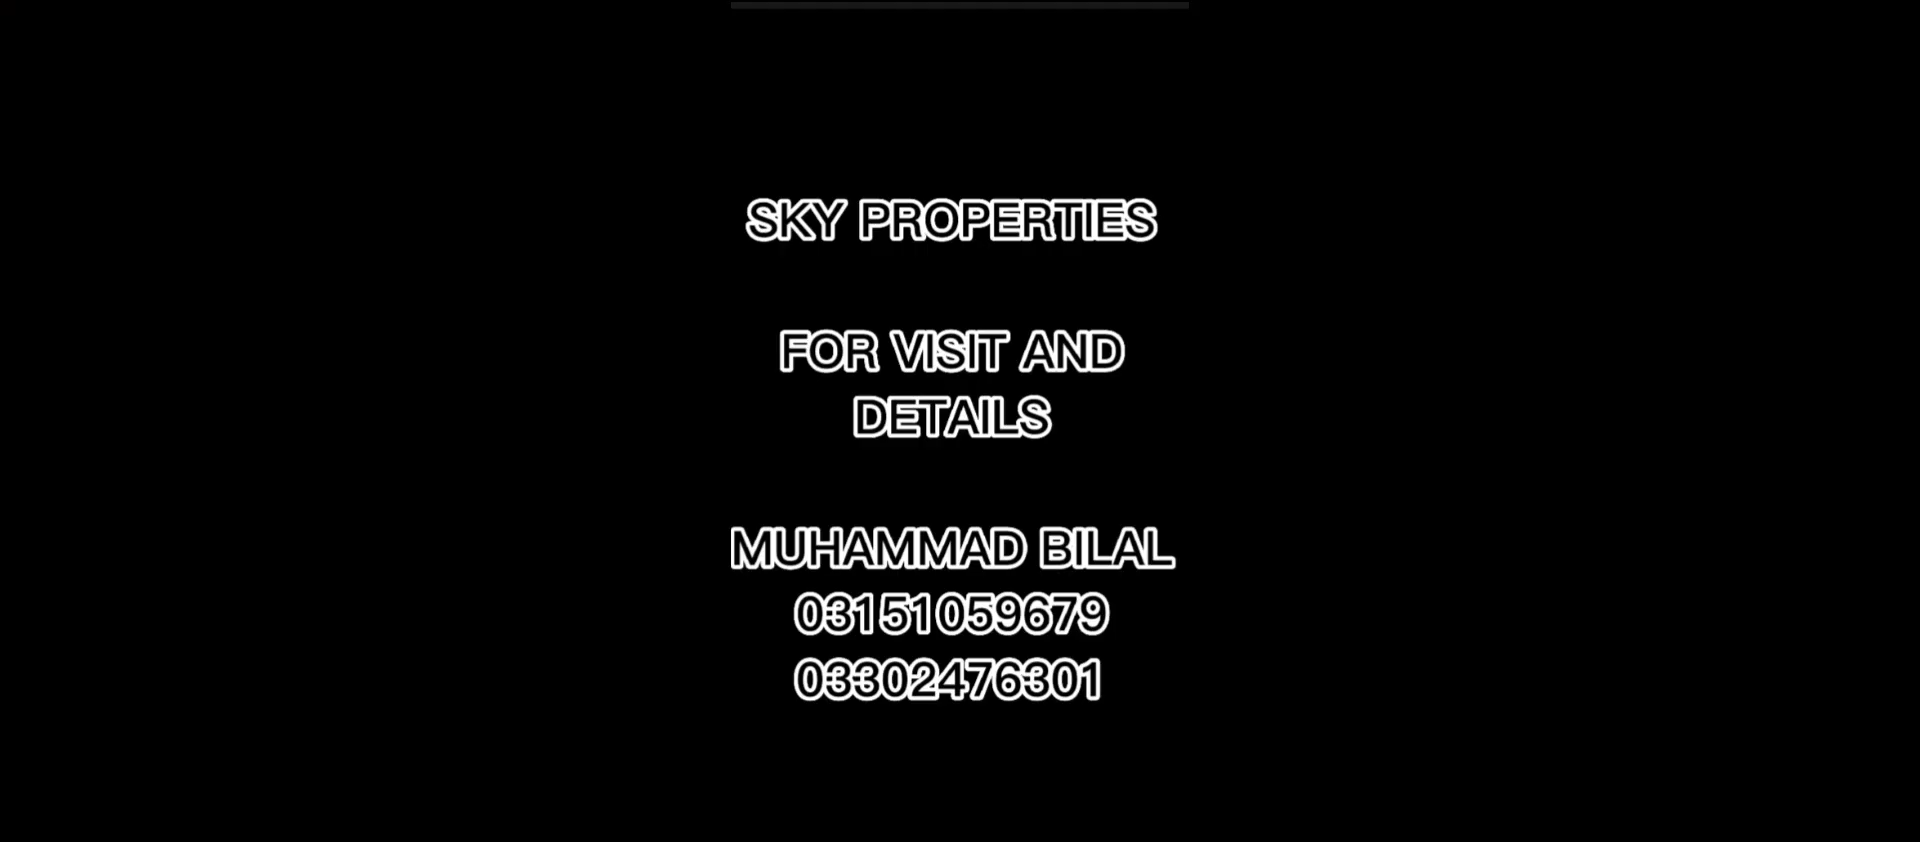 SKY PROPERTIES
FOR VISIT AND
DETAILS
MUHAMMAD BILAL
03151059679
03302476301